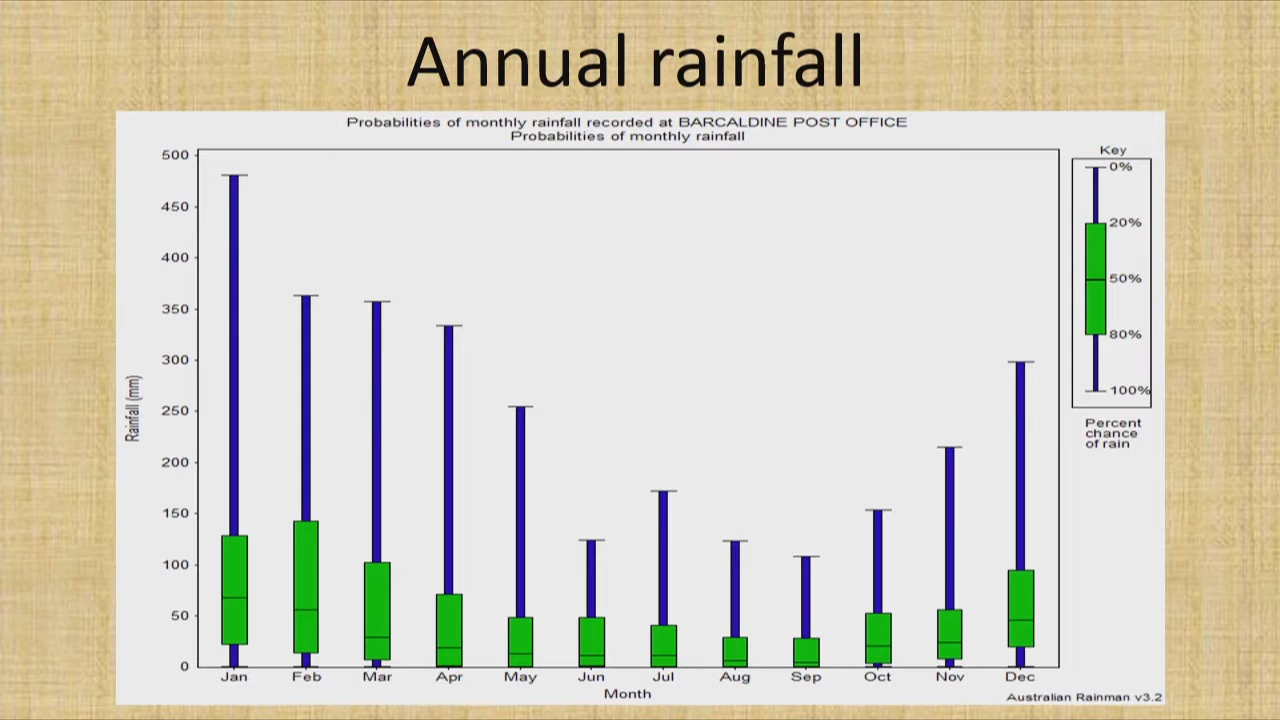 Annual rainfall
Probabilities of monthly rainfall recorded at BARCALDINE POST OFFICE
Probabilities of monthly rainfall
Key
0%
20%
50%
80%
100%
Percent
chance
of rain
Rainfall (mm)
500
450
400
350
300
250
200
150
100
50
0
Jan Feb Mar Apr May Jun Jul Aug Sep Oct Nov Dec
Month
Australian Rainman v3.2